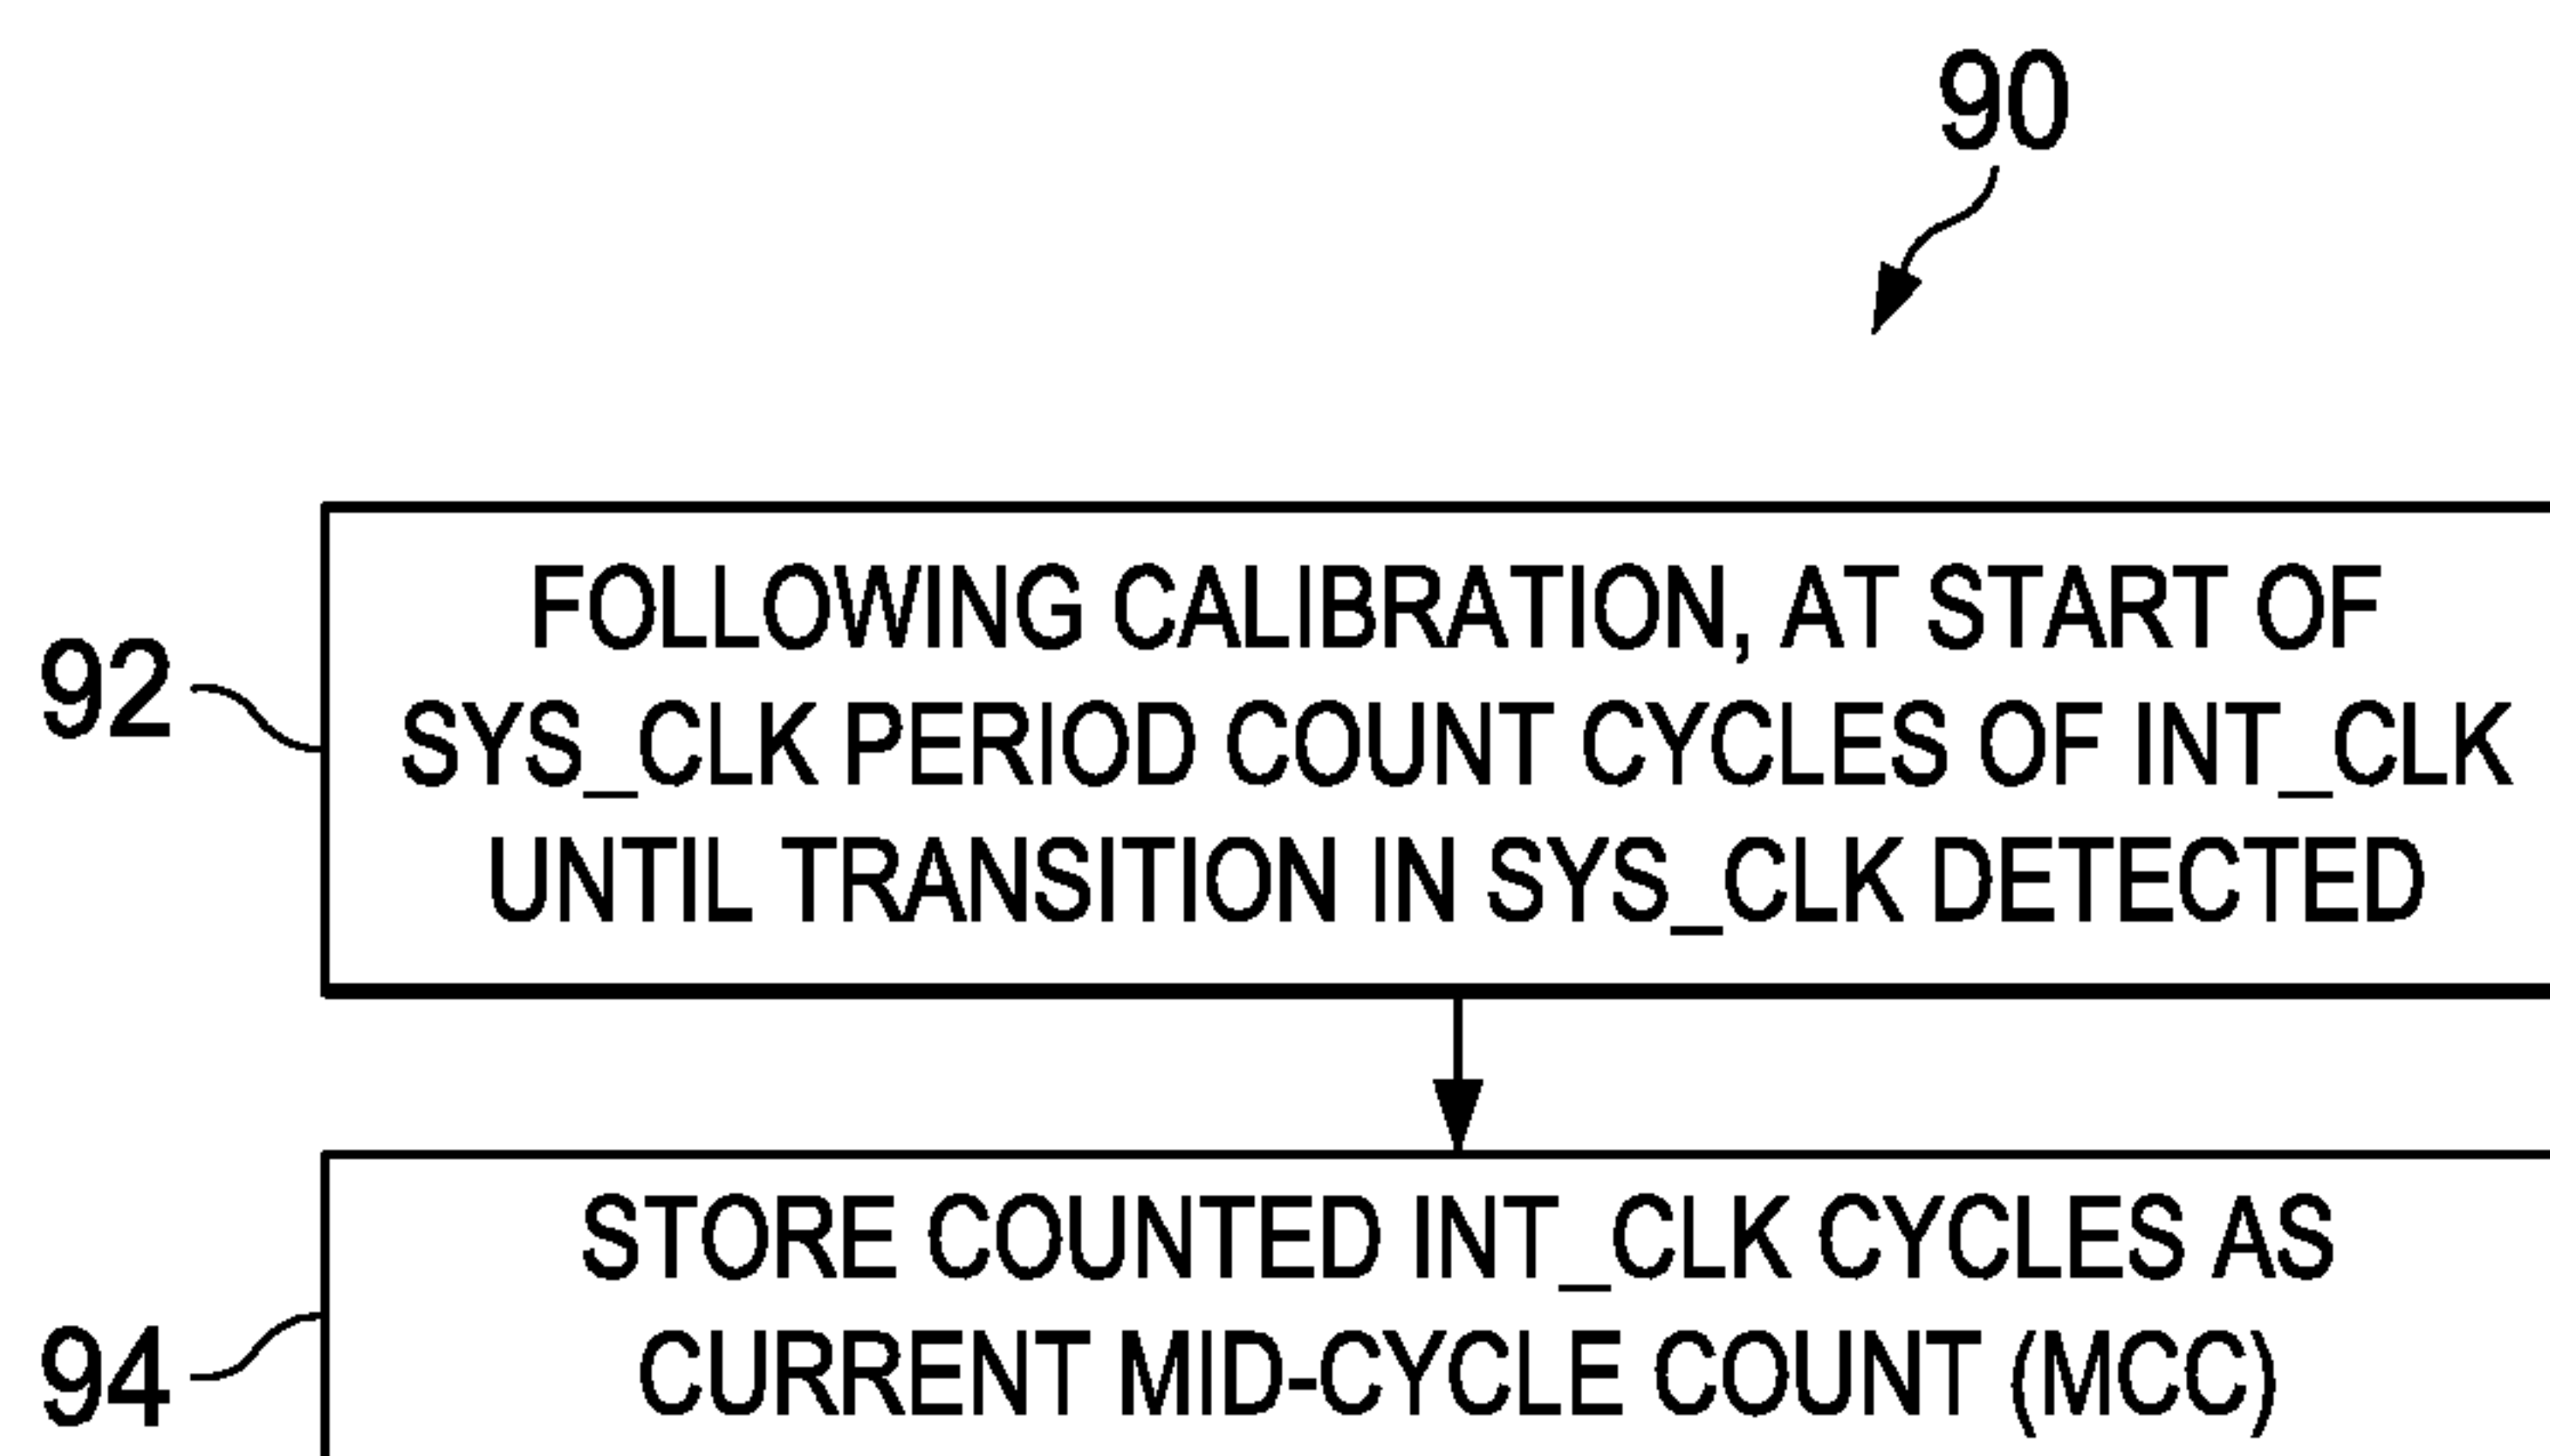 90
92
FOLLOWING CALIBRATION, AT START OF
SYS_CLK PERIOD COUNT CYCLES OF INT_CLK
UNTIL TRANSITION IN SYS_CLK DETECTED
94
STORE COUNTED INT_CLK CYCLES AS
CURRENT MID-CYCLE COUNT (MCC)